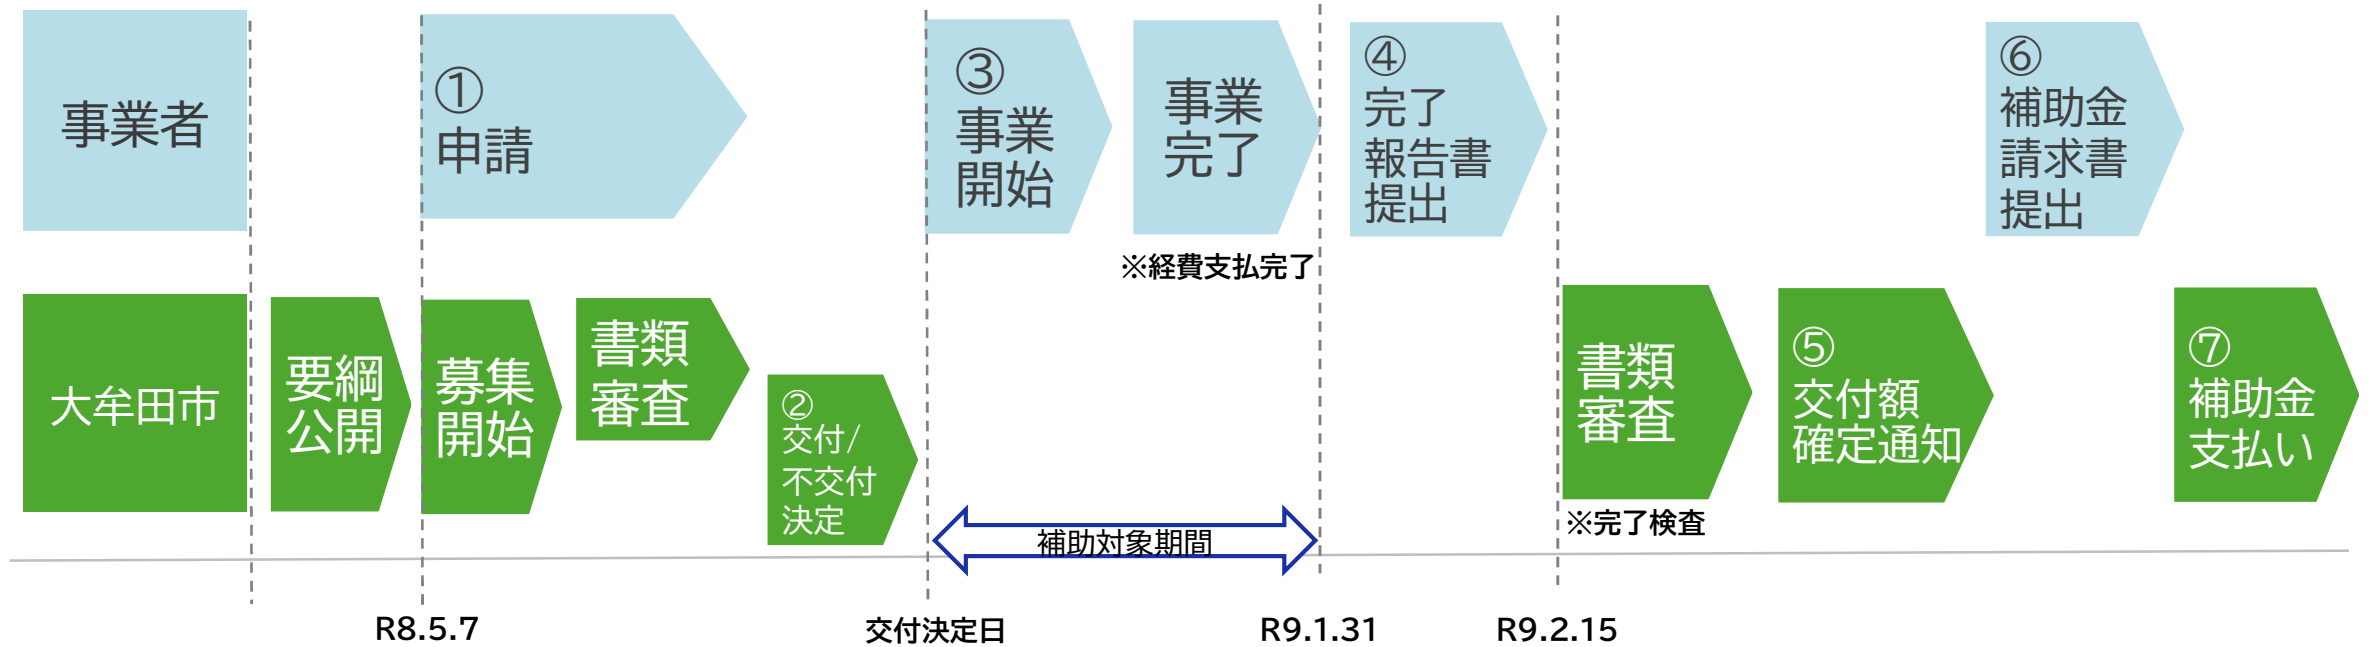 事業者
①
申請
③
事業
開始
事業
完了
※経費支払完了
④
完了
報告書
提出
⑥
補助金
請求書
提出
大牟田市
要綱
公開
募集
開始
書類
審査
②
交付/
不交付
決定
書類
審査
※完了検査
⑤
交付額
確定通知
⑦
補助金
支払い
補助対象期間
R8.5.7
交付決定日
R9.1.31
R9.2.15